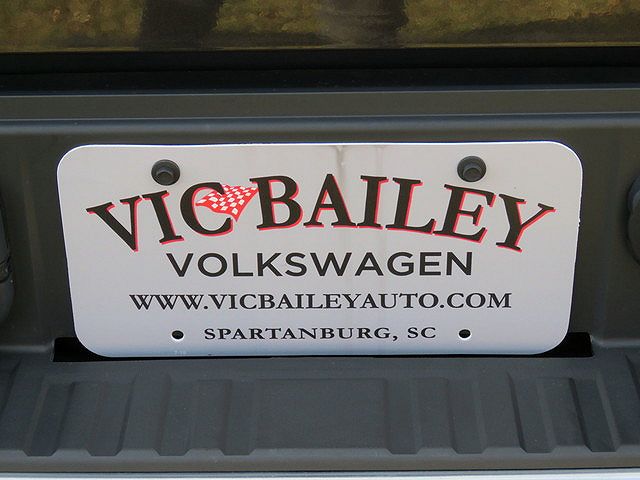 VIC BAILEY
VOLKSWAGEN
WWW.VICBAILEYAUTO.COM
SPARTANBURG, SC